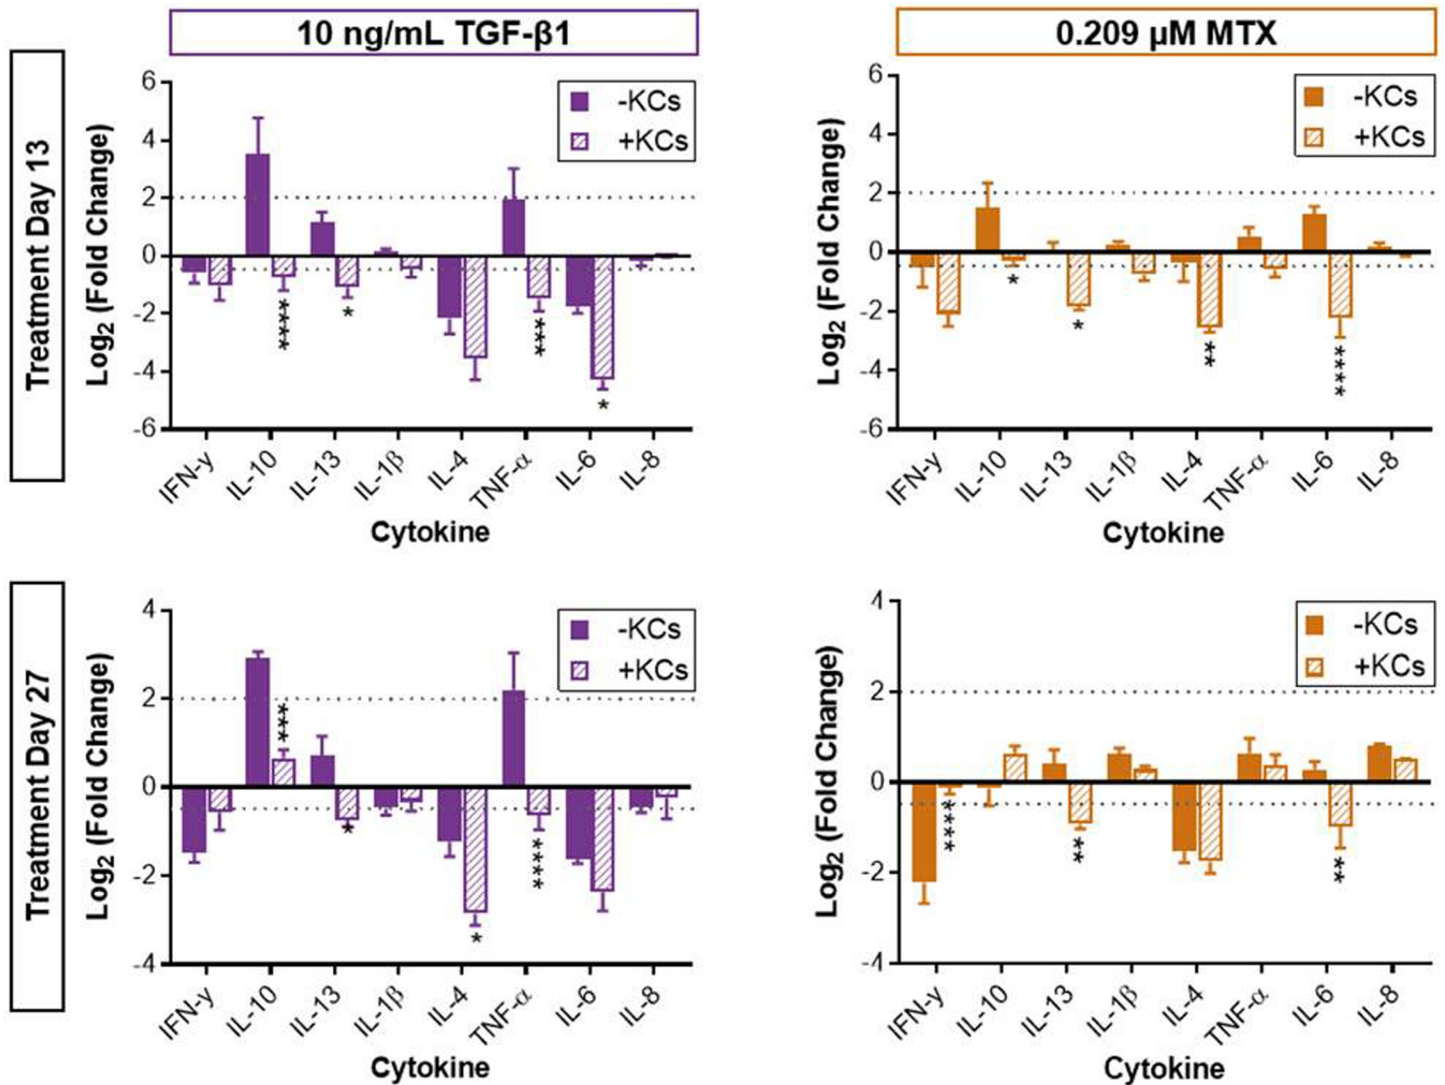 10 ng/mL TGF-β1
0.209 µM MTX
Treatment Day 13
Log2 (Fold Change)
6
4
2
0
-2
-4
-6
-KCs
+KCs
****
*
***
*
IFN-y
IL-10
IL-13
IL-1β
IL-4
TNF-α
IL-6
IL-8
Cytokine
Log2 (Fold Change)
6
4
2
0
-2
-4
-6
-KCs
+KCs
*
*
**
****
IFN-y
IL-10
IL-13
IL-1β
IL-4
TNF-α
IL-6
IL-8
Cytokine
Treatment Day 27
Log2 (Fold Change)
4
2
0
-2
-4
-KCs
+KCs
***
*
*
****
IFN-y
IL-10
IL-13
IL-1β
IL-4
TNF-α
IL-6
IL-8
Cytokine
Log2 (Fold Change)
4
2
0
-2
-4
-KCs
+KCs
****
**
**
IFN-y
IL-10
IL-13
IL-1β
IL-4
TNF-α
IL-6
IL-8
Cytokine